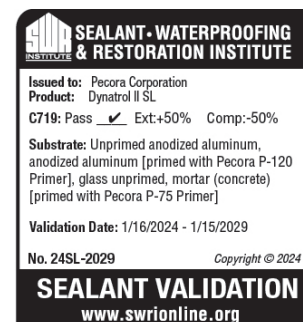 SWR
INSTITUTE
SEALANT • WATERPROOFING
& RESTORATION INSTITUTE
Issued to: Pecora Corporation
Product: Dynatrol II SL
C719: Pass ✔ Ext:+50% Comp:-50%
Substrate: Unprimed anodized aluminum,
anodized aluminum [primed with Pecora P-120
Primer], glass unprimed, mortar (concrete)
[primed with Pecora P-75 Primer]
Validation Date: 1/16/2024 - 1/15/2029
No. 24SL-2029 Copyright © 2024
SEALANT VALIDATION
www.swrionline.org